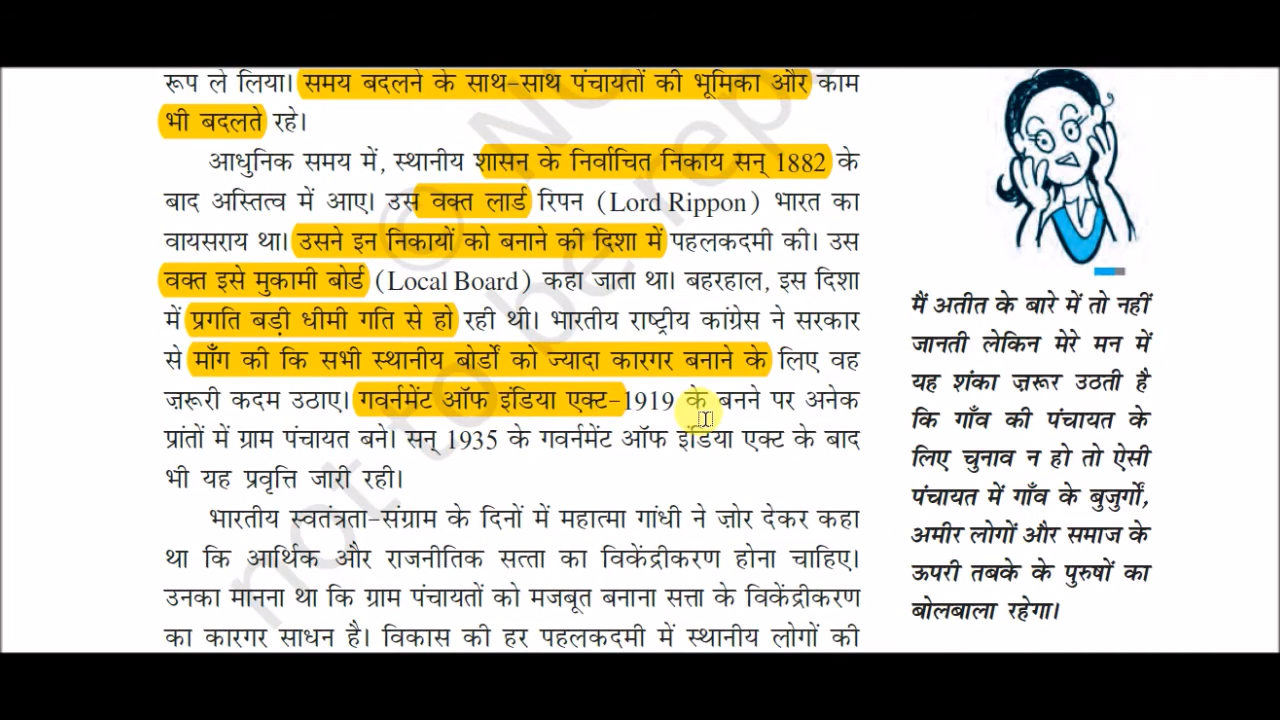 रूप ले लिया। समय बदलने के साथ-साथ पंचायतों की भूमिका और काम
भी बदलते रहे।
आधुनिक समय में, स्थानीय शासन के निर्वाचित निकाय सन् 1882 के
बाद अस्तित्व में आए। उस वक्त लार्ड रिपन (Lord Rippon) भारत का
वायसराय था। उसने इन निकायों को बनाने की दिशा में पहलकदमी की। उस
वक्त इसे मुकामी बोर्ड (Local Board) कहा जाता था। बहरहाल, इस दिशा
में प्रगति बड़ी धीमी गति से हो रही थी। भारतीय राष्ट्रीय कांग्रेस ने सरकार
से माँग की कि सभी स्थानीय बोर्डों को ज्यादा कारगर बनाने के लिए वह
ज़रूरी कदम उठाए। गवर्नमेंट ऑफ इंडिया एक्ट-1919 के बनने पर अनेक
प्रांतों में ग्राम पंचायत बने। सन् 1935 के गवर्नमेंट ऑफ इंडिया एक्ट के बाद
भी यह प्रवृत्ति जारी रही।
भारतीय स्वतंत्रता-संग्राम के दिनों में महात्मा गांधी ने ज़ोर देकर कहा
था कि आर्थिक और राजनीतिक सत्ता का विकेंद्रीकरण होना चाहिए।
उनका मानना था कि ग्राम पंचायतों को मजबूत बनाना सत्ता के विकेंद्रीकरण
का कारगर साधन है। विकास की हर पहलकदमी में स्थानीय लोगों की
मैं अतीत के बारे में तो नहीं
जानती लेकिन मेरे मन में
यह शंका ज़रूर उठती है
कि गाँव की पंचायत के
लिए चुनाव न हो तो ऐसी
पंचायत में गाँव के बुजुर्गों,
अमीर लोगों और समाज के
ऊपरी तबके के पुरुषों का
बोलबाला रहेगा।
not to be rep